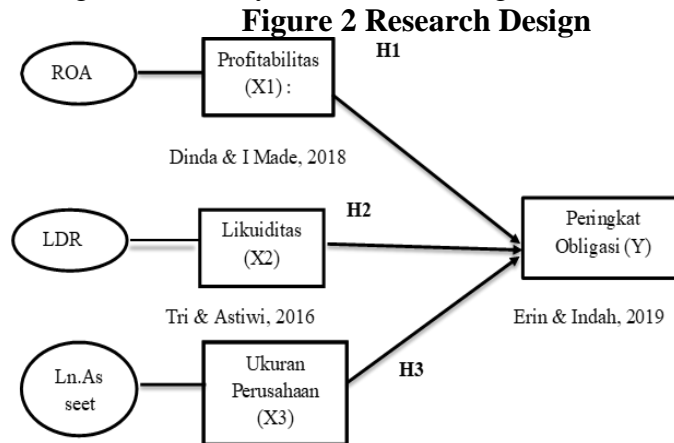 Figure 2 Research Design
H1
ROA
Profitabilitas
(X1) :
Dinda & I Made, 2018
H2
LDR
Likuiditas
(X2)
Peringkat
Obligasi (Y)
Tri & Astiwi, 2016
Erin & Indah, 2019
Ln.As
seet
Ukuran
Perusahaan
(X3)
H3